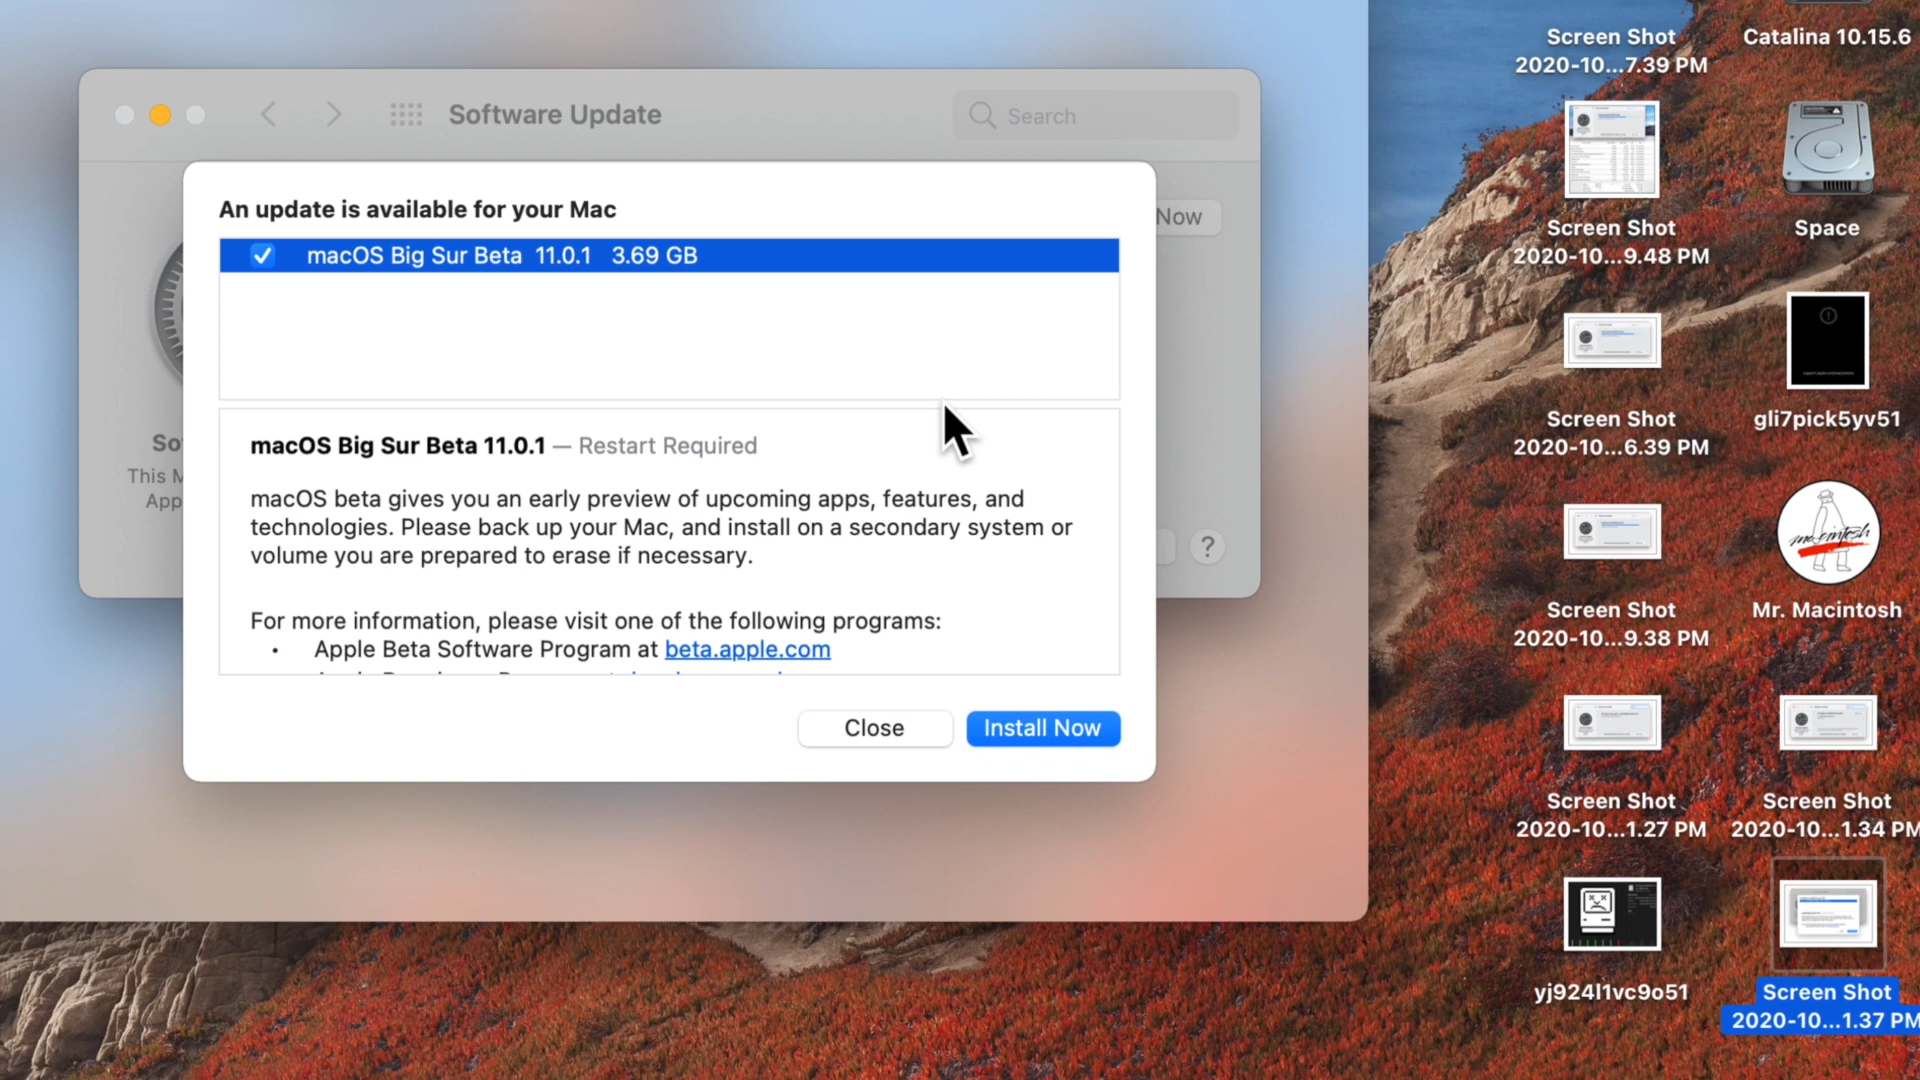 Software Update
Search
Now
An update is available for your Mac
macOS Big Sur Beta 11.0.1 3.69 GB
macOS Big Sur Beta 11.0.1 — Restart Required
macOS beta gives you an early preview of upcoming apps, features, and
technologies. Please back up your Mac, and install on a secondary system or
volume you are prepared to erase if necessary.
For more information, please visit one of the following programs:
• Apple Beta Software Program at beta.apple.com
Close
Install Now
So
This M
App
?
Screen Shot
2020-10...7.39 PM
Catalina 10.15.6
Screen Shot
2020-10...9.48 PM
Space
Screen Shot
2020-10...6.39 PM
gli7pick5yv51
Screen Shot
2020-10...9.38 PM
macintosh
Mr. Macintosh
Screen Shot
2020-10...1.27 PM
Screen Shot
2020-10...1.34 PM
yj924l1vc9o51
Screen Shot
2020-10...1.37 PM